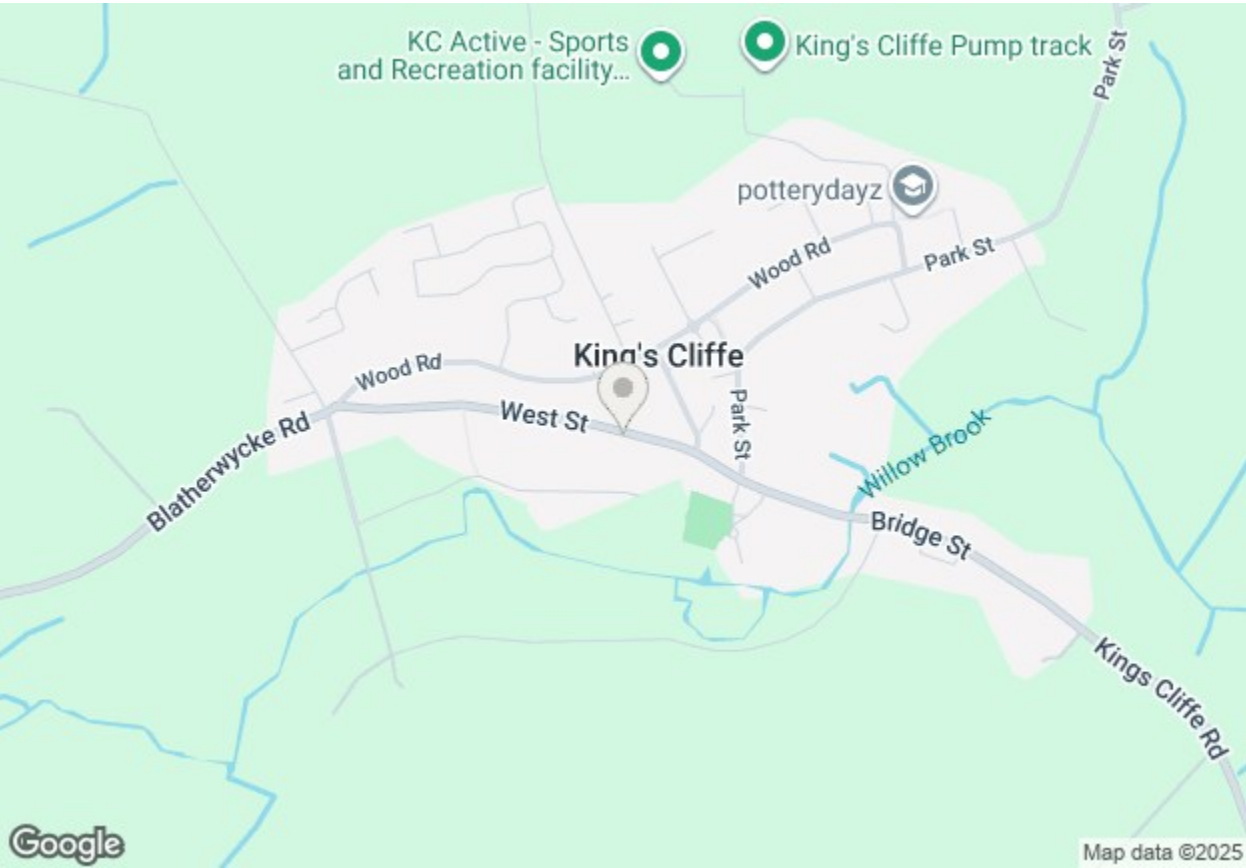 KC Active - Sports
and Recreation facility...
King's Cliffe Pump track
Park St
potterydayz
Wood Rd
Park St
King's Cliffe
Wood Rd
West St
Park St
Blatherwycke Rd
Willow Brook
Bridge St
Kings Cliffe Rd
Google
Map data ©2025